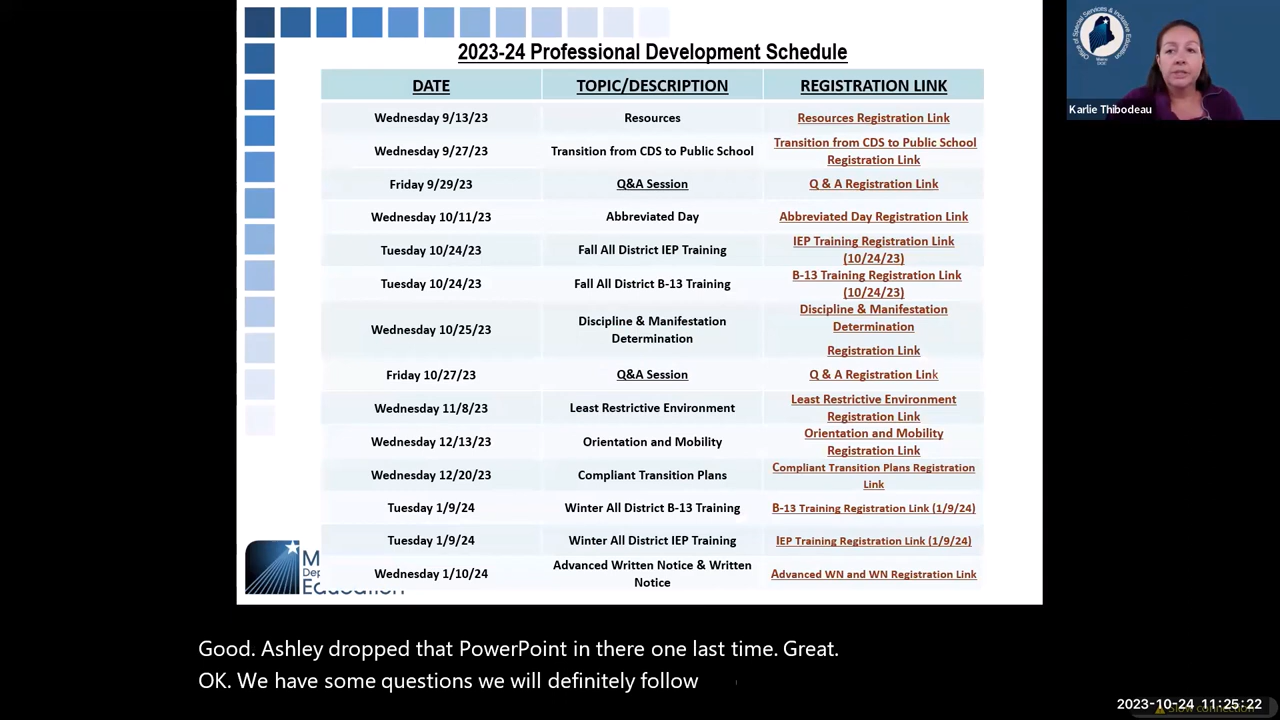 2023-24 Professional Development Schedule
DATE
TOPIC/DESCRIPTION
REGISTRATION LINK
Wednesday 9/13/23
Resources
Resources Registration Link
Wednesday 9/27/23
Transition from CDS to Public School
Transition from CDS to Public School
Registration Link
Friday 9/29/23
Q&A Session
Q & A Registration Link
Wednesday 10/11/23
Abbreviated Day
Abbreviated Day Registration Link
Tuesday 10/24/23
Fall All District IEP Training
IEP Training Registration Link
(10/24/23)
Tuesday 10/24/23
Fall All District B-13 Training
B-13 Training Registration Link
(10/24/23)
Wednesday 10/25/23
Discipline & Manifestation
Determination
Discipline & Manifestation
Determination
Registration Link
Friday 10/27/23
Q&A Session
Q & A Registration Link
Wednesday 11/8/23
Least Restrictive Environment
Least Restrictive Environment
Registration Link
Wednesday 12/13/23
Orientation and Mobility
Orientation and Mobility
Registration Link
Wednesday 12/20/23
Compliant Transition Plans
Compliant Transition Plans Registration
Link
Tuesday 1/9/24
Winter All District B-13 Training
B-13 Training Registration Link (1/9/24)
Tuesday 1/9/24
Winter All District IEP Training
IEP Training Registration Link (1/9/24)
Wednesday 1/10/24
Advanced Written Notice & Written
Notice
Advanced WN and WN Registration Link
Education
Office of Special Services & Inclusive Education
Maine
DOE
Karlie Thibodeau
Good. Ashley dropped that PowerPoint in there one last time. Great.
OK. We have some questions we will definitely follow
2023-10-24 11:25:22
Slow connection